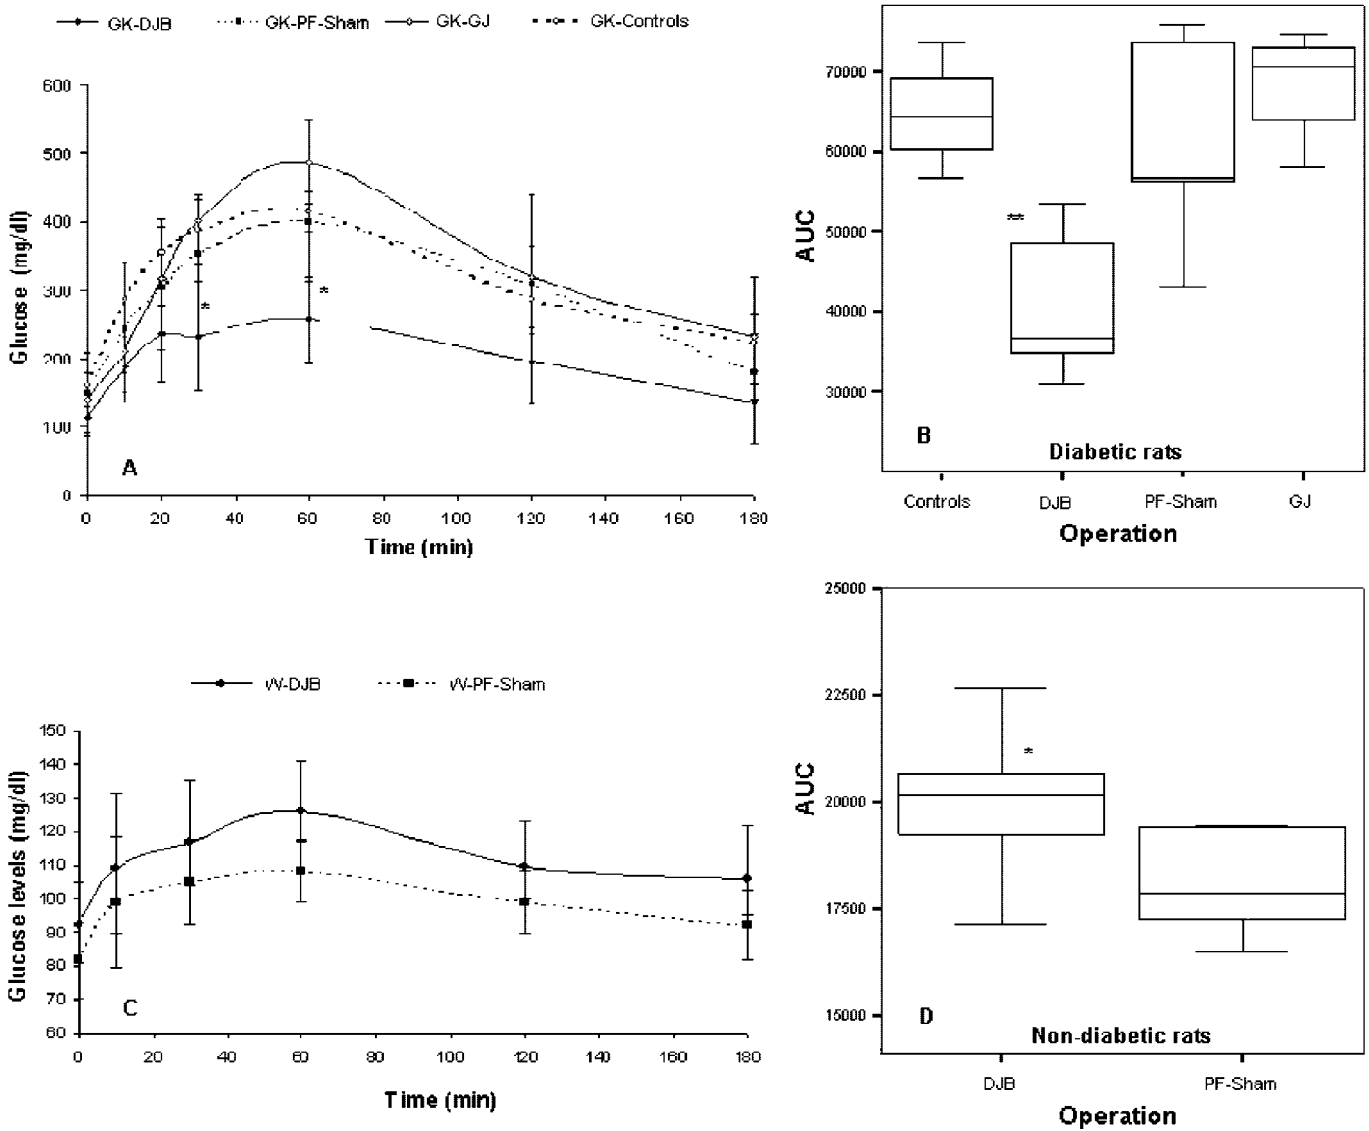 GK-DJB GK-PF-Sham GK-GJ GK-Controls
600
500
400
300
200
100
0
Glucose (mg/dl)
*
*
A
0 20 40 60 80 100 120 140 160 180
Time (min)
70000
60000
50000
40000
30000
AUC
**
B
Diabetic rats
Controls DJB PF-Sham GJ
Operation
W-DJB W-PF-Sham
150
140
130
120
110
100
90
80
70
60
Glucose levels (mg/dl)
C
0 20 40 60 80 100 120 140 160 180
Time (min)
25000
22500
20000
17500
15000
AUC
*
D
Non-diabetic rats
DJB PF-Sham
Operation